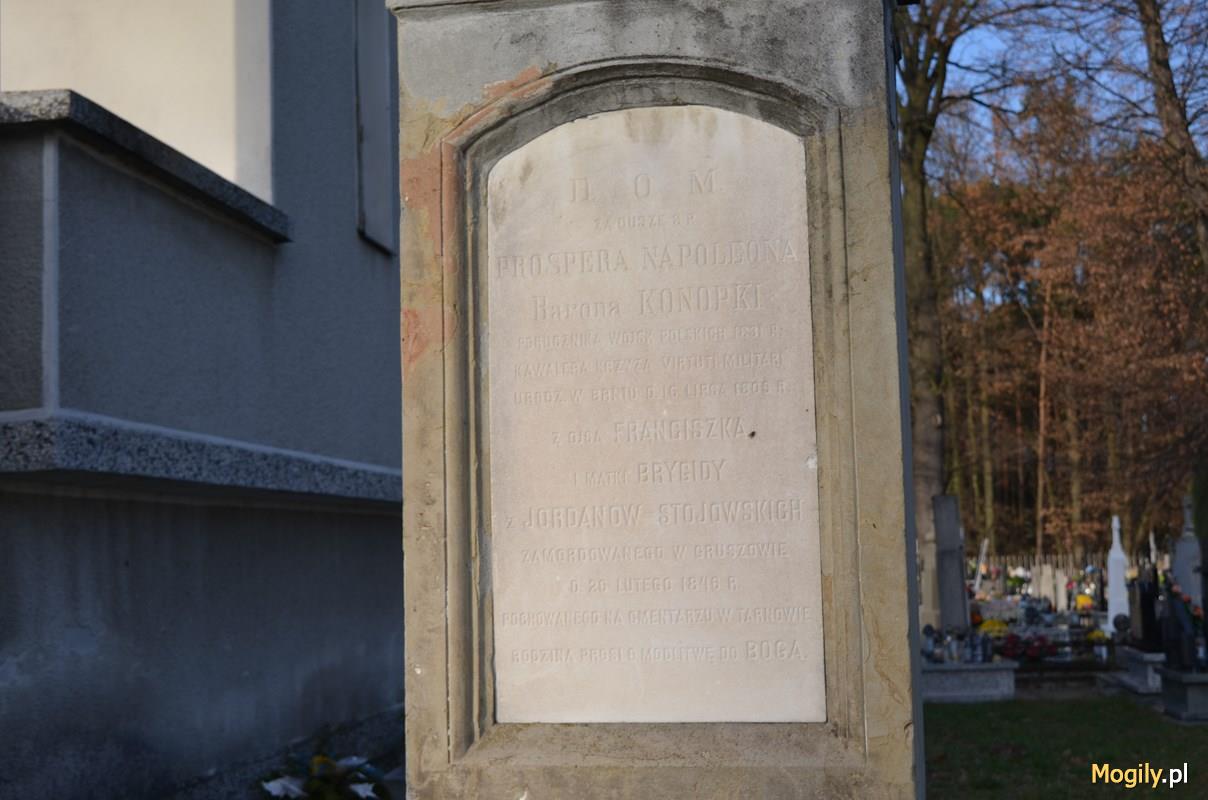 D. O. M.
ZA DUSZE Ś. P.
PROSPERA NAPOLEONA
Barona KONOPKI
PORUCZNIKA WOJSK POLSKICH 1831 R.
KAWALERA KRZYŻA VIRTUTI MILITARI
URODZ. W BRNIU D. 16 LIPCA 1809 R.
Z OJCA FRANCISZKA
I MATKI BRYGIDY
Z JORDANÓW-STOJOWSKICH
ZAMORDOWANEGO W GRUSZOWIE
D. 20 LUTEGO 1846 R.
POCHOWANEGO NA CMENTARZU W TARNOWIE
RODZINA PROSI O MODLITWĘ DO BOGA.
Mogily.pl